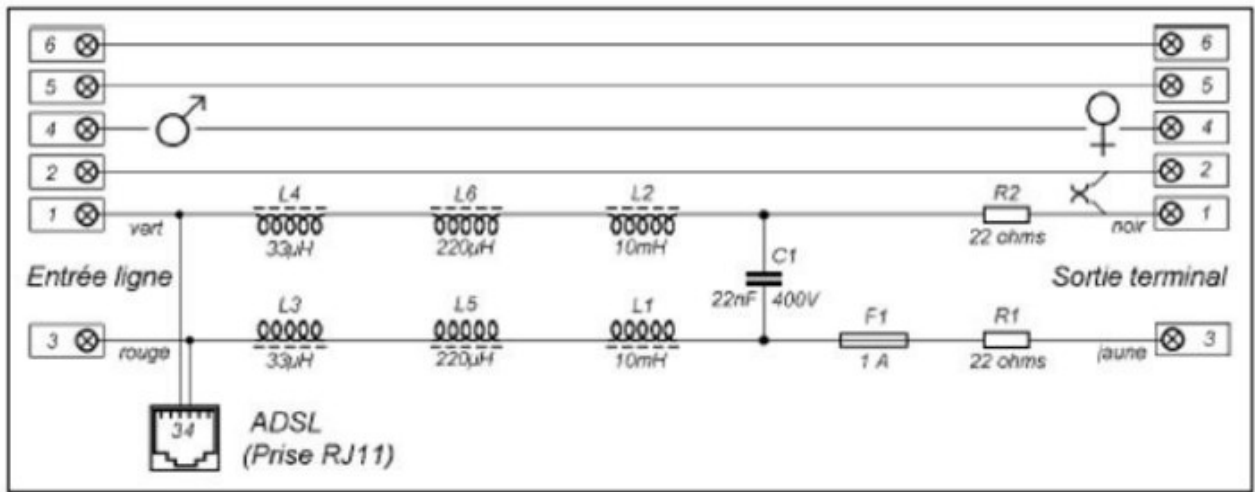 6 6
5 5
4 4
2 2
L4 L6 L2 R2
1 vert noir 1
33µH 220µH 10mH 22 ohms
Entrée ligne C1 Sortie terminal
22nF 400V
L3 L5 L1 F1 R1
3 rouge jaune 3
33µH 220µH 10mH 1 A 22 ohms
34 ADSL
(Prise RJ11)